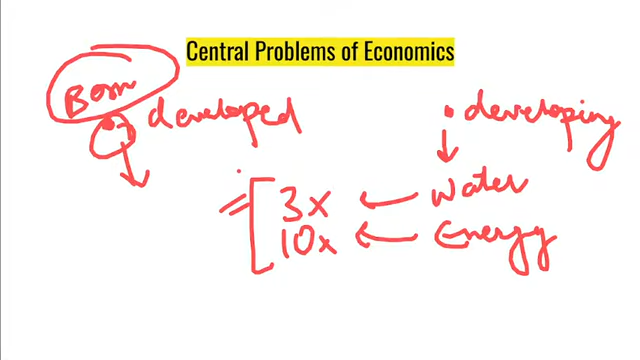 Central Problems of Economics
Born
developed
developing
3x ← Water
10x ← Energy